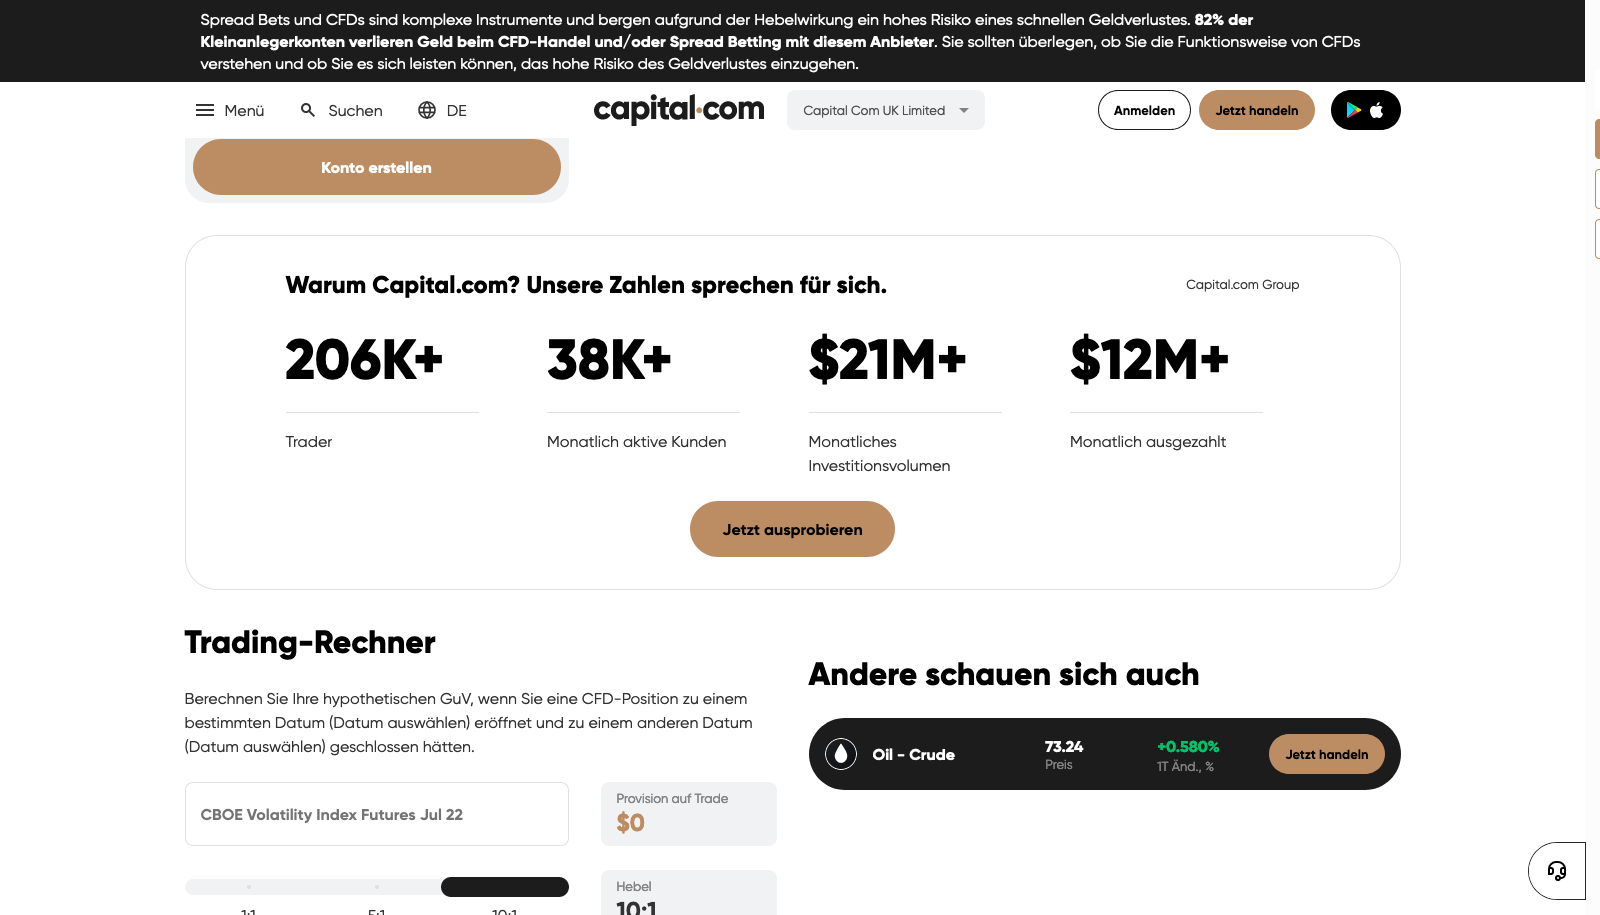 Spread Bets und CFDs sind komplexe Instrumente und bergen aufgrund der Hebelwirkung ein hohes Risiko eines schnellen Geldverlustes. 82% der
Kleinanlegerkonten verlieren Geld beim CFD-Handel und/oder Spread Betting mit diesem Anbieter. Sie sollten überlegen, ob Sie die Funktionsweise von CFDs
verstehen und ob Sie es sich leisten können, das hohe Risiko des Geldverlustes einzugehen.
Menü
Suchen
DE
capital.com
Capital Com UK Limited
Anmelden
Jetzt handeln
Konto erstellen
Warum Capital.com? Unsere Zahlen sprechen für sich.
Capital.com Group
206K+
38K+
$21M+
$12M+
Trader
Monatlich aktive Kunden
Monatliches
Investitionsvolumen
Monatlich ausgezahlt
Jetzt ausprobieren
Trading-Rechner
Berechnen Sie Ihre hypothetischen GuV, wenn Sie eine CFD-Position zu einem
bestimmten Datum (Datum auswählen) eröffnet und zu einem anderen Datum
(Datum auswählen) geschlossen hätten.
CBOE Volatility Index Futures Jul 22
Provision auf Trade
$0
Hebel
10:1
1:1
5:1
10:1
Andere schauen sich auch
Oil - Crude
73.24
Preis
+0.580%
1T Änd., %
Jetzt handeln